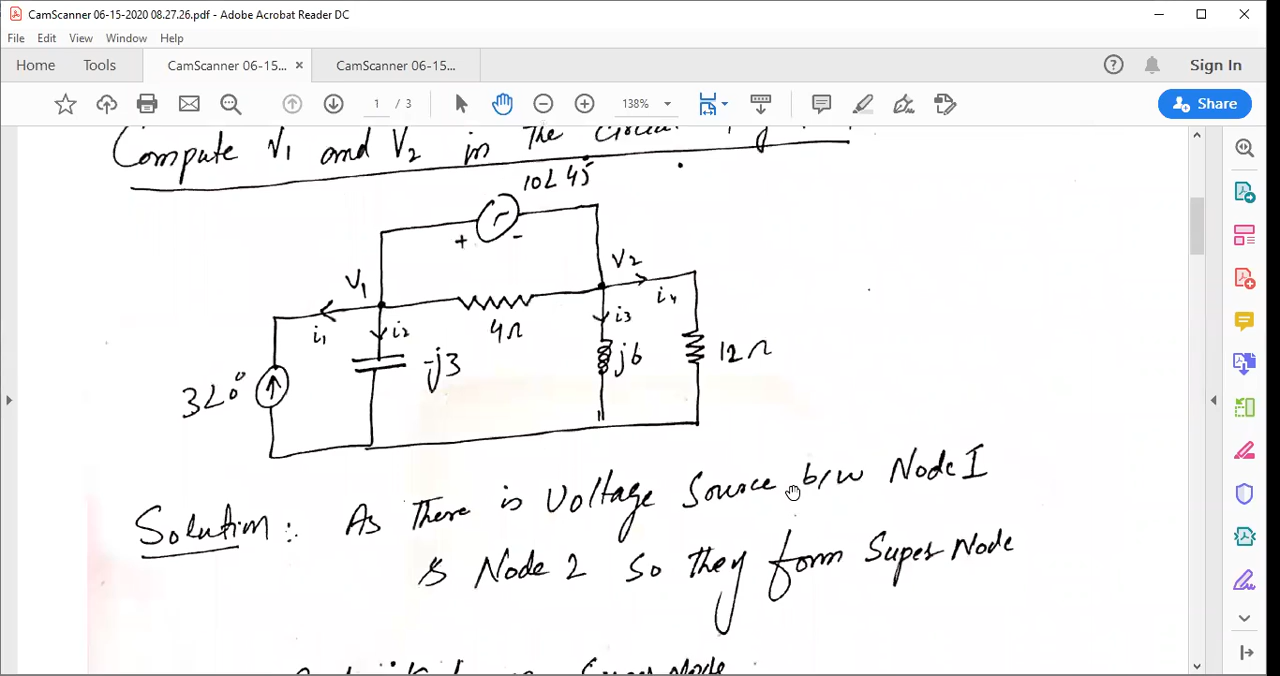 CamScanner 06-15-2020 08.27.26.pdf - Adobe Acrobat Reader DC
File Edit View Window Help
Home Tools CamScanner 06-15... × CamScanner 06-15... Sign In
1 / 3 138% Share
Compute V1 and V2 in the Circuit
10∠45
+ -
V1 V2
i1 i2 4Ω i3 i4
3∠0° -j3 j6 12Ω
Solution: As there is Voltage Source b/w Node I
& Node 2 so they form Super Node
Super Node